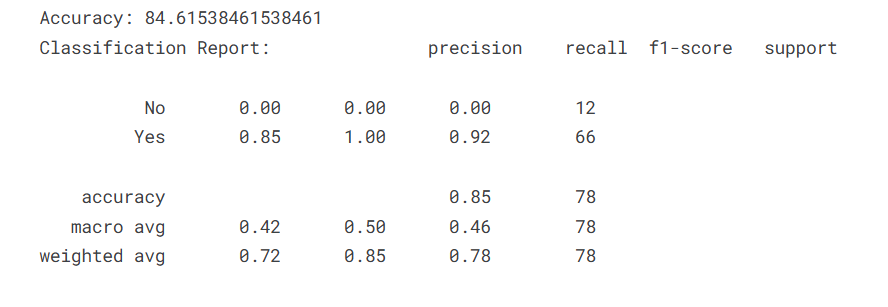 Accuracy: 84.61538461538461
Classification Report: precision recall f1-score support
No 0.00 0.00 0.00 12
Yes 0.85 1.00 0.92 66
accuracy 0.85 78
macro avg 0.42 0.50 0.46 78
weighted avg 0.72 0.85 0.78 78